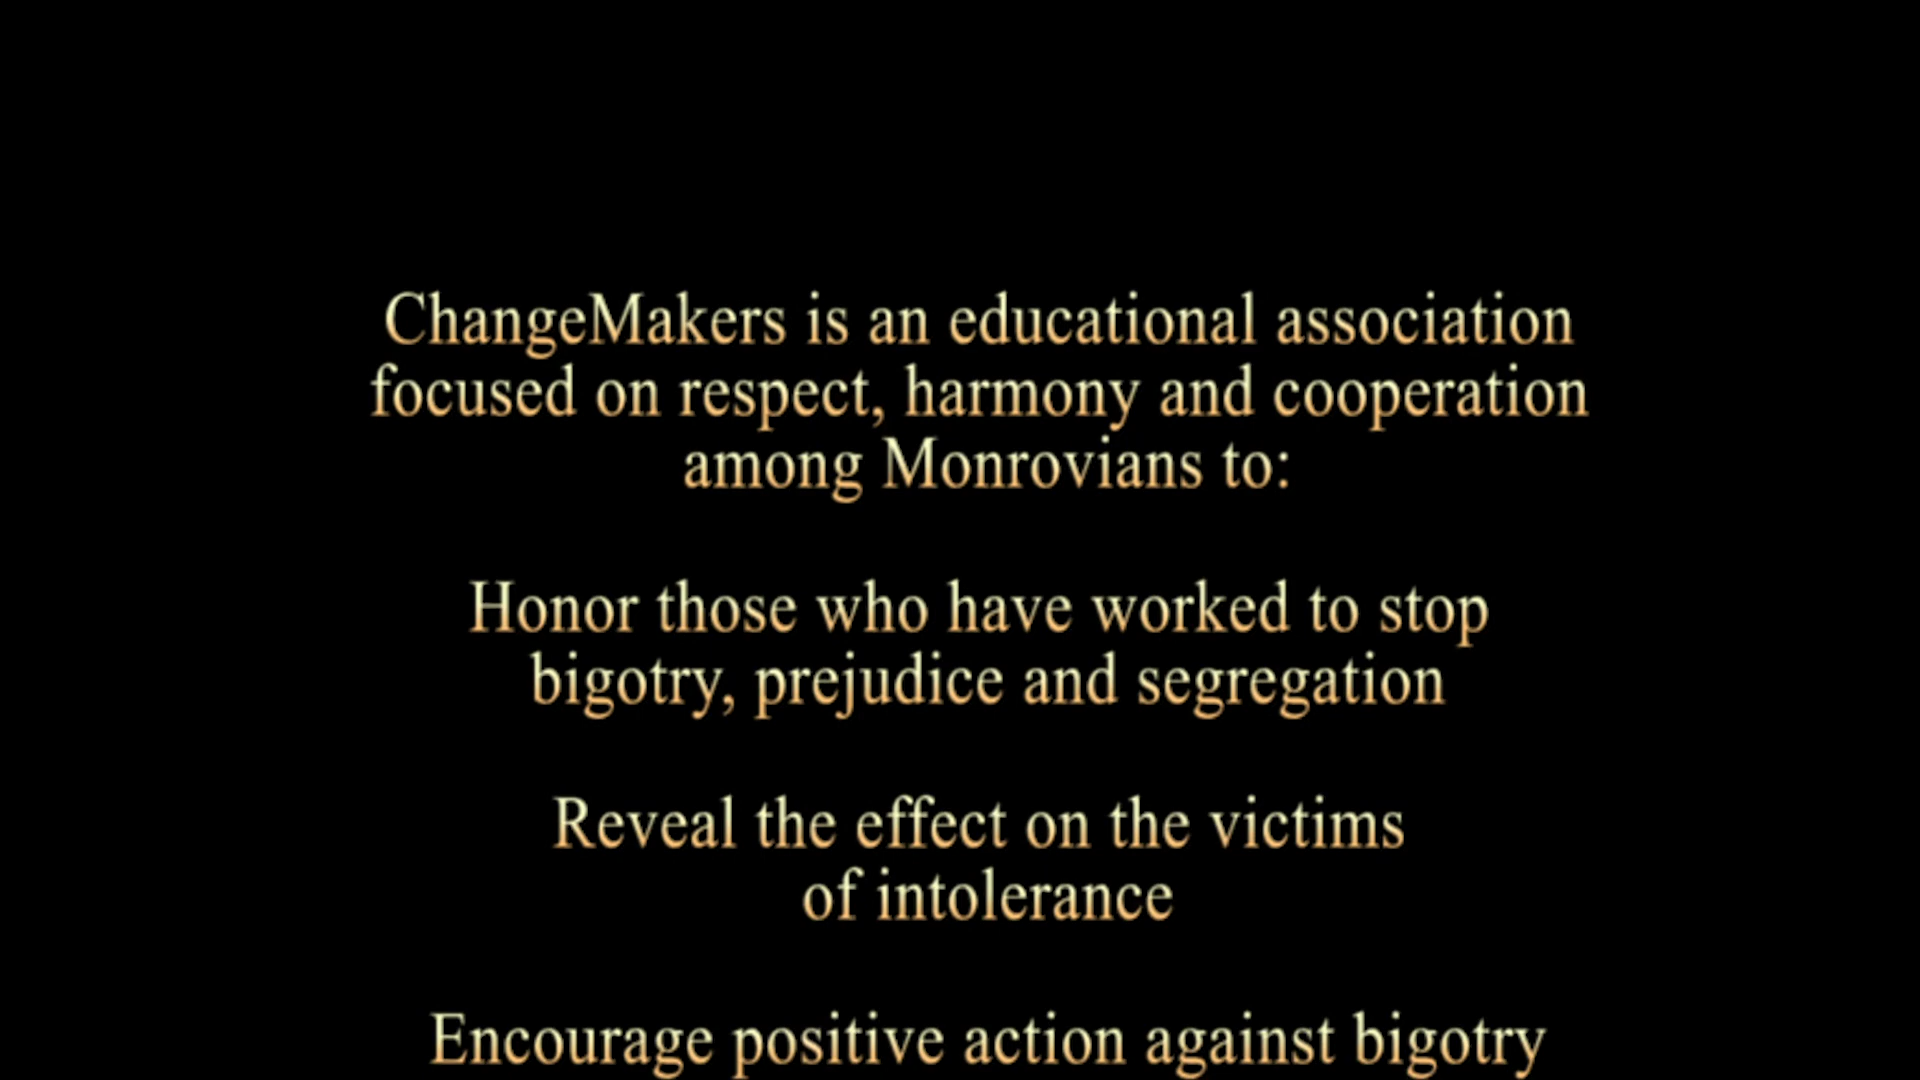 ChangeMakers is an educational association
focused on respect, harmony and cooperation
among Monrovians to:
Honor those who have worked to stop
bigotry, prejudice and segregation
Reveal the effect on the victims
of intolerance
Encourage positive action against bigotry